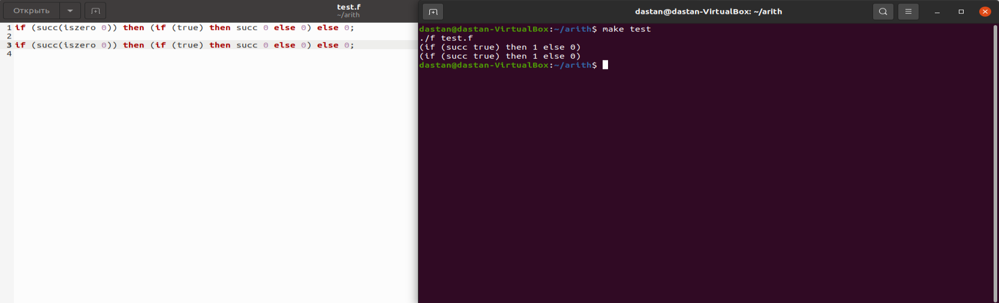 Открыть
test.f
~/arith
1 if (succ(iszero 0)) then (if (true) then succ 0 else 0) else 0;
2
3 if (succ(iszero 0)) then (if (true) then succ 0 else 0) else 0;
4
dastan@dastan-VirtualBox: ~/arith
dastan@dastan-VirtualBox:~/arith$ make test
./f test.f
(if (succ true) then 1 else 0)
(if (succ true) then 1 else 0)
dastan@dastan-VirtualBox:~/arith$